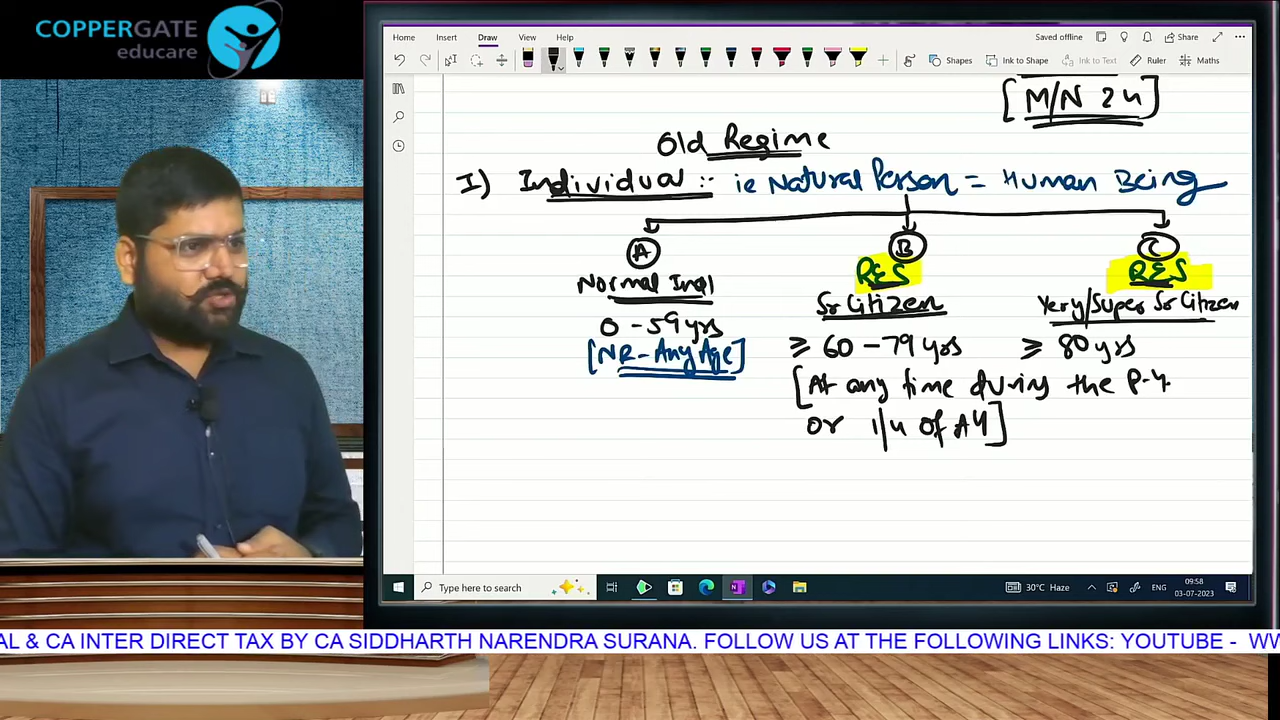 COPPERGATE
educare
Home Insert Draw View Help
Saved offline
Share
Shapes
Ink to Shape
Ink to Text
Ruler
Maths
[M/N 24]
Old Regime
I) Individual :- ie Natural Person = Human Being
A
B
C
Normal Indl
RES
RES
Sr Citizen
Very/Super Sr Citizen
0 - 59 yrs
[NR - Any Age]
≥ 60 - 79 yrs
≥ 80 yrs
[At any time during the P.Y.
or 1/4 of AY]
Type here to search
30°C Haze
ENG
09:58
03-07-2023
AL & CA INTER DIRECT TAX BY CA SIDDHARTH NARENDRA SURANA. FOLLOW US AT THE FOLLOWING LINKS: YOUTUBE - WW